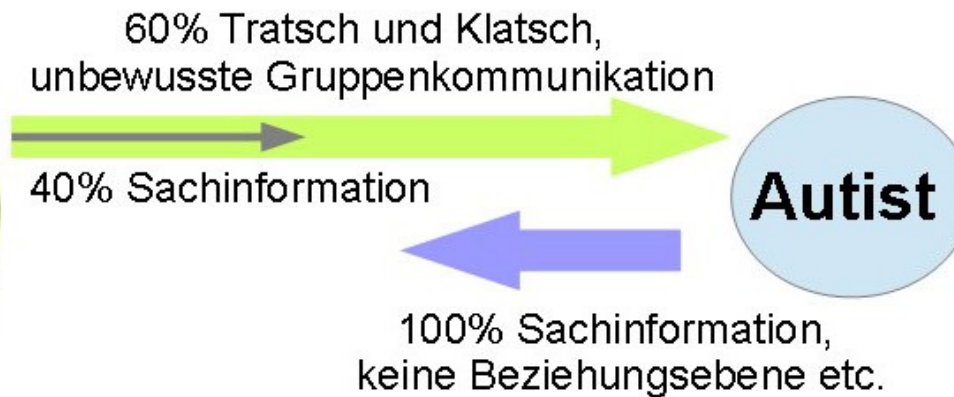 60% Tratsch und Klatsch,
unbewusste Gruppenkommunikation
40% Sachinformation
Autist
100% Sachinformation,
keine Beziehungsebene etc.